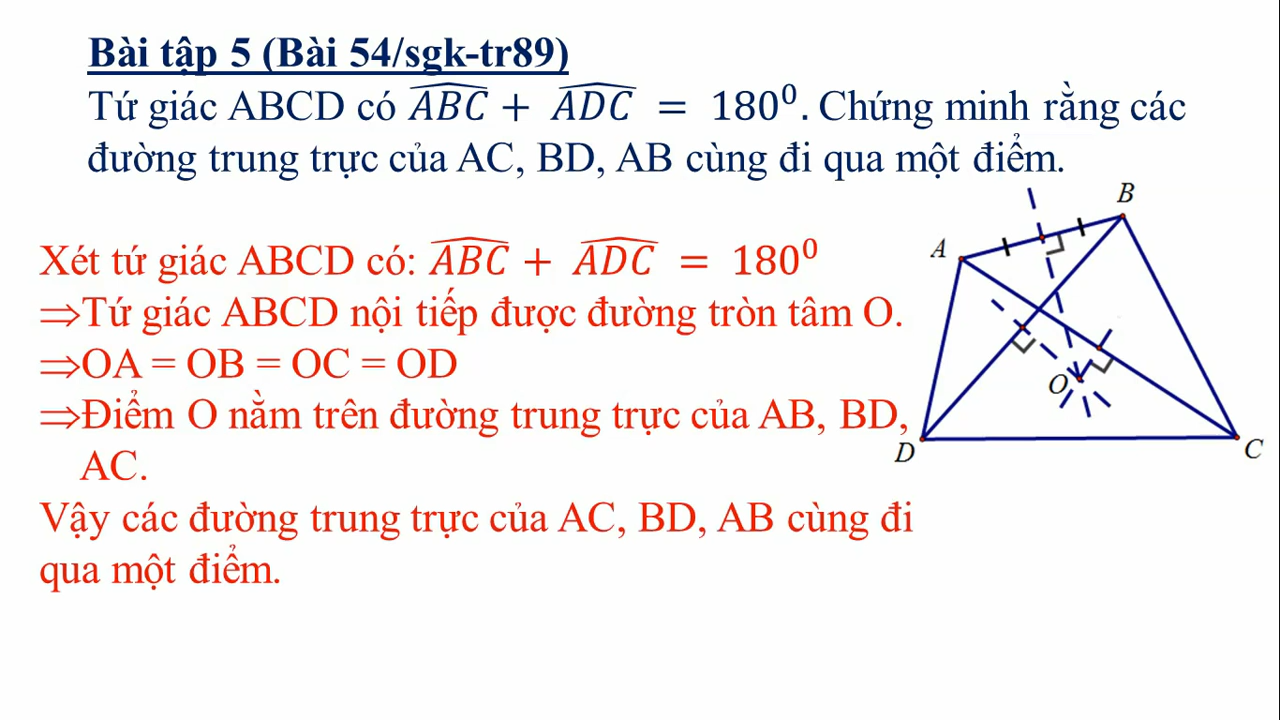 Bài tập 5 (Bài 54/sgk-tr89)
Tứ giác ABCD có $\widehat{ABC} + \widehat{ADC} = 180^0$. Chứng minh rằng các
đường trung trực của AC, BD, AB cùng đi qua một điểm.
Xét tứ giác ABCD có: $\widehat{ABC} + \widehat{ADC} = 180^0$
⇒Tứ giác ABCD nội tiếp được đường tròn tâm O.
⇒OA = OB = OC = OD
⇒Điểm O nằm trên đường trung trực của AB, BD,
AC.
Vậy các đường trung trực của AC, BD, AB cùng đi
qua một điểm.
B
A
O
D
C